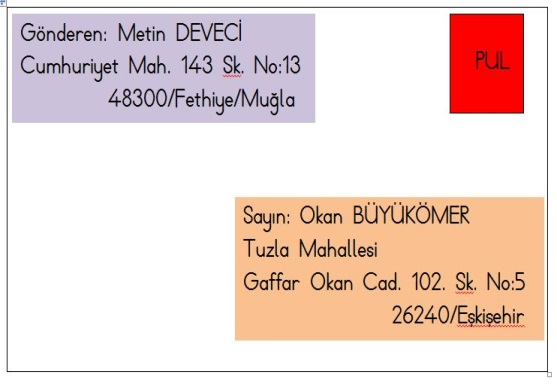 Gönderen: Metin DEVECİ
Cumhuriyet Mah. 143 Sk. No:13
48300/Fethiye/Muğla
PUL
Sayın: Okan BÜYÜKÖMER
Tuzla Mahallesi
Gaffar Okan Cad. 102. Sk. No:5
26240/Eskişehir